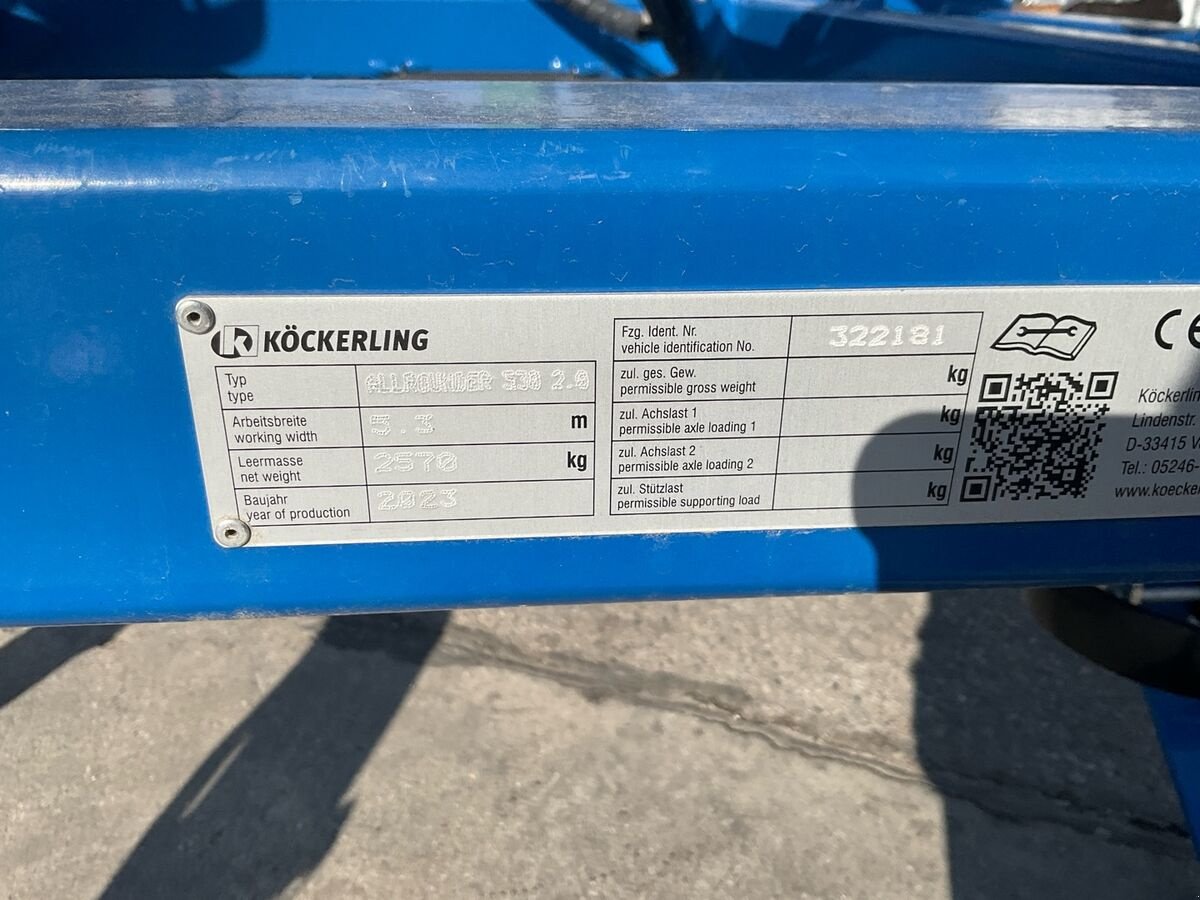 KÖCKERLING
Typ
type
ALLROUNDER 530 2.0
Arbeitsbreite
working width
5.3 m
Leermasse
net weight
2570 kg
Baujahr
year of production
2023
Fzg. Ident. Nr.
vehicle identification No.
322181
zul. ges. Gew.
permissible gross weight
kg
zul. Achslast 1
permissible axle loading 1
kg
zul. Achslast 2
permissible axle loading 2
kg
zul. Stützlast
permissible supporting load
kg
CE
Köckerlin
Lindenstr.
D-33415 V
Tel.: 05246-
www.koecker